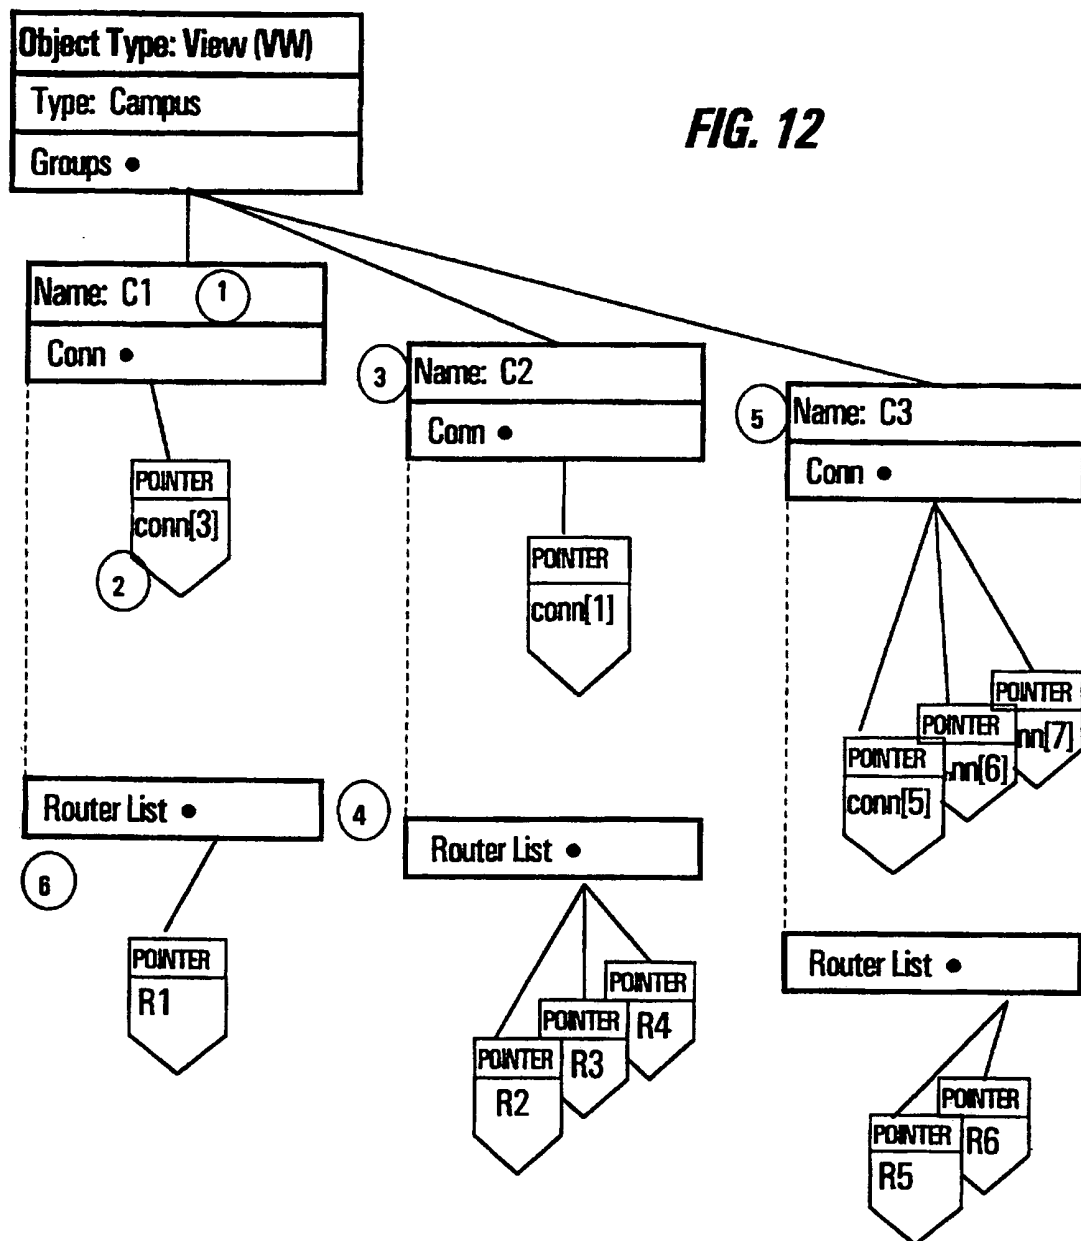 Object Type: View (VW)
Type: Campus
Groups •
FIG. 12
Name: C1
1
Conn •
3
Name: C2
Conn •
5
Name: C3
Conn •
POINTER
conn[3]
2
POINTER
conn[1]
POINTER
nn[7]
POINTER
nn[6]
POINTER
conn[5]
Router List •
4
Router List •
6
Router List •
POINTER
R1
POINTER
R4
POINTER
R3
POINTER
R2
POINTER
R6
POINTER
R5